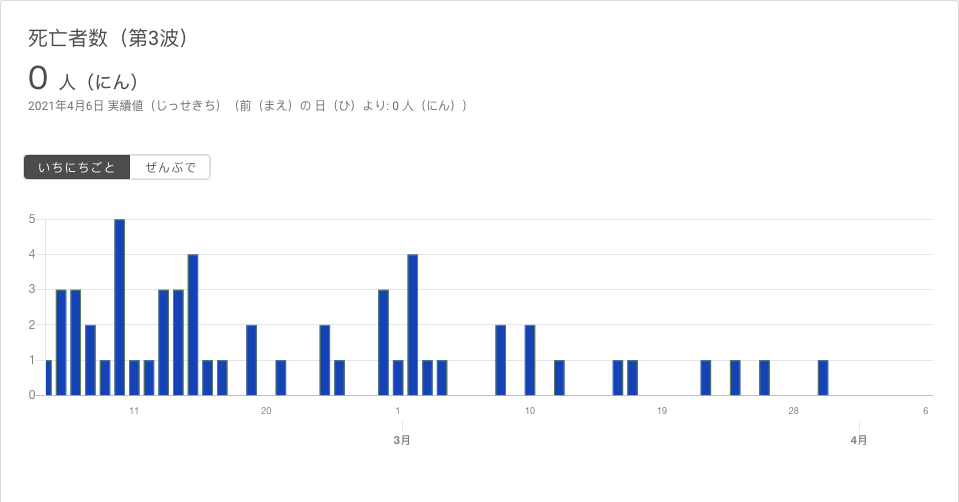 死亡者数（第3波）
0 人（にん）
2021年4月6日 実績値（じっせきち）（前（まえ）の 日（ひ）より: 0 人（にん））
いちにちごと ぜんぶで
5
4
3
2
1
0
11 20 1 10 19 28 6
3月 4月